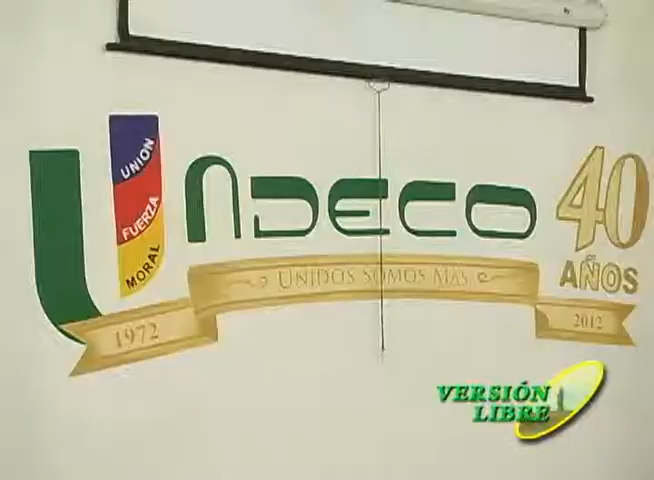 UNDECO
UNION
FUERZA
MORAL
40
AÑOS
UNIDOS SOMOS MÁS
1972
2012
VERSIÓN
LIBRE